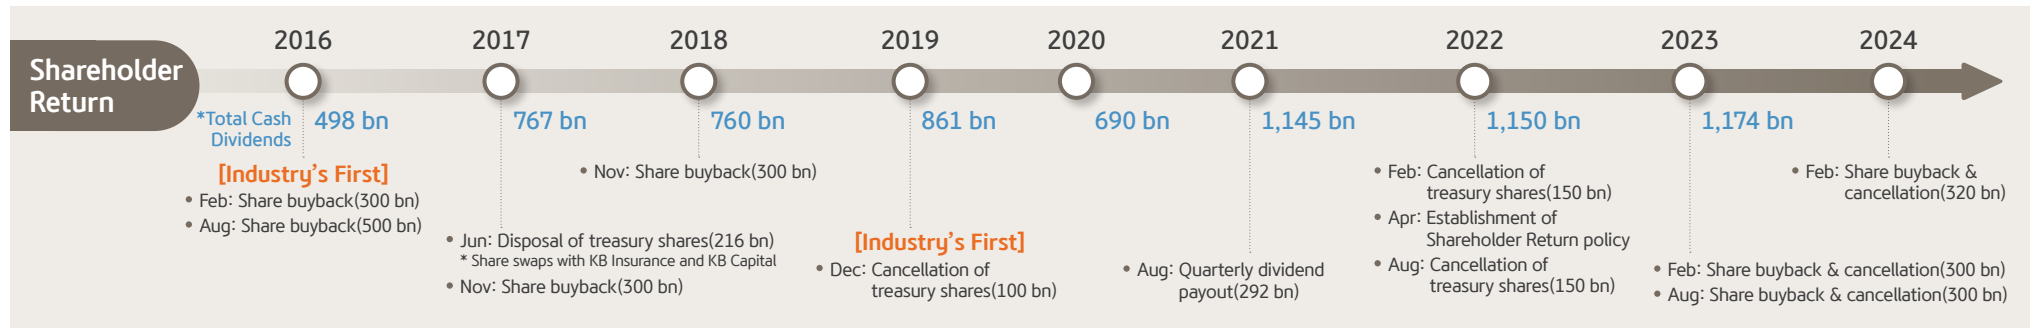 Shareholder
Return
2016
2017
2018
2019
2020
2021
2022
2023
2024
*Total Cash
Dividends
498 bn
767 bn
760 bn
861 bn
690 bn
1,145 bn
1,150 bn
1,174 bn
[Industry's First]
• Feb: Share buyback(300 bn)
• Aug: Share buyback(500 bn)
• Jun: Disposal of treasury shares(216 bn)
* Share swaps with KB Insurance and KB Capital
• Nov: Share buyback(300 bn)
• Nov: Share buyback(300 bn)
[Industry's First]
• Dec: Cancellation of
treasury shares(100 bn)
• Aug: Quarterly dividend
payout(292 bn)
• Feb: Cancellation of
treasury shares(150 bn)
• Apr: Establishment of
Shareholder Return policy
• Aug: Cancellation of
treasury shares(150 bn)
• Feb: Share buyback & cancellation(300 bn)
• Aug: Share buyback & cancellation(300 bn)
• Feb: Share buyback &
cancellation(320 bn)